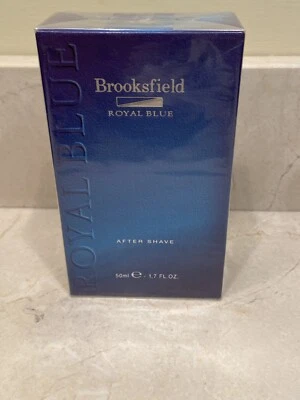 Brooksfield
ROYAL BLUE
ROYAL BLUE
AFTER SHAVE
50ml ℮ - 1.7 FL OZ.